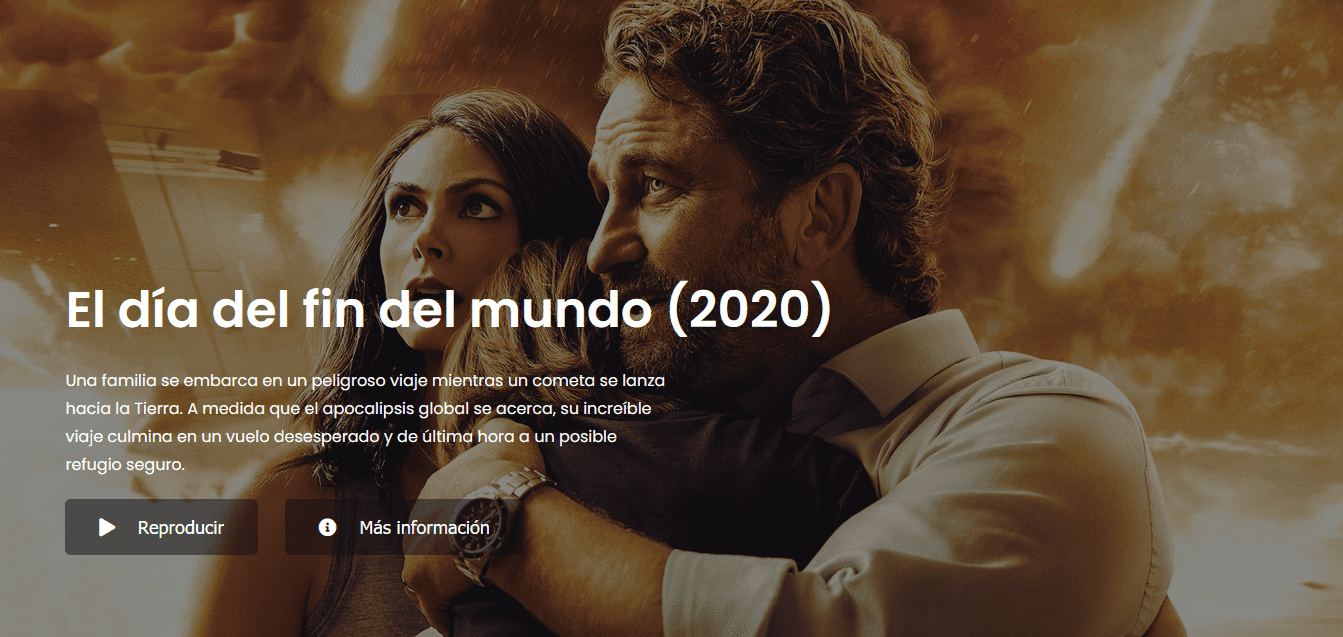 El día del fin del mundo (2020)
Una familia se embarca en un peligroso viaje mientras un cometa se lanza
hacia la Tierra. A medida que el apocalipsis global se acerca, su increíble
viaje culmina en un vuelo desesperado y de última hora a un posible
refugio seguro.
Reproducir
Más información